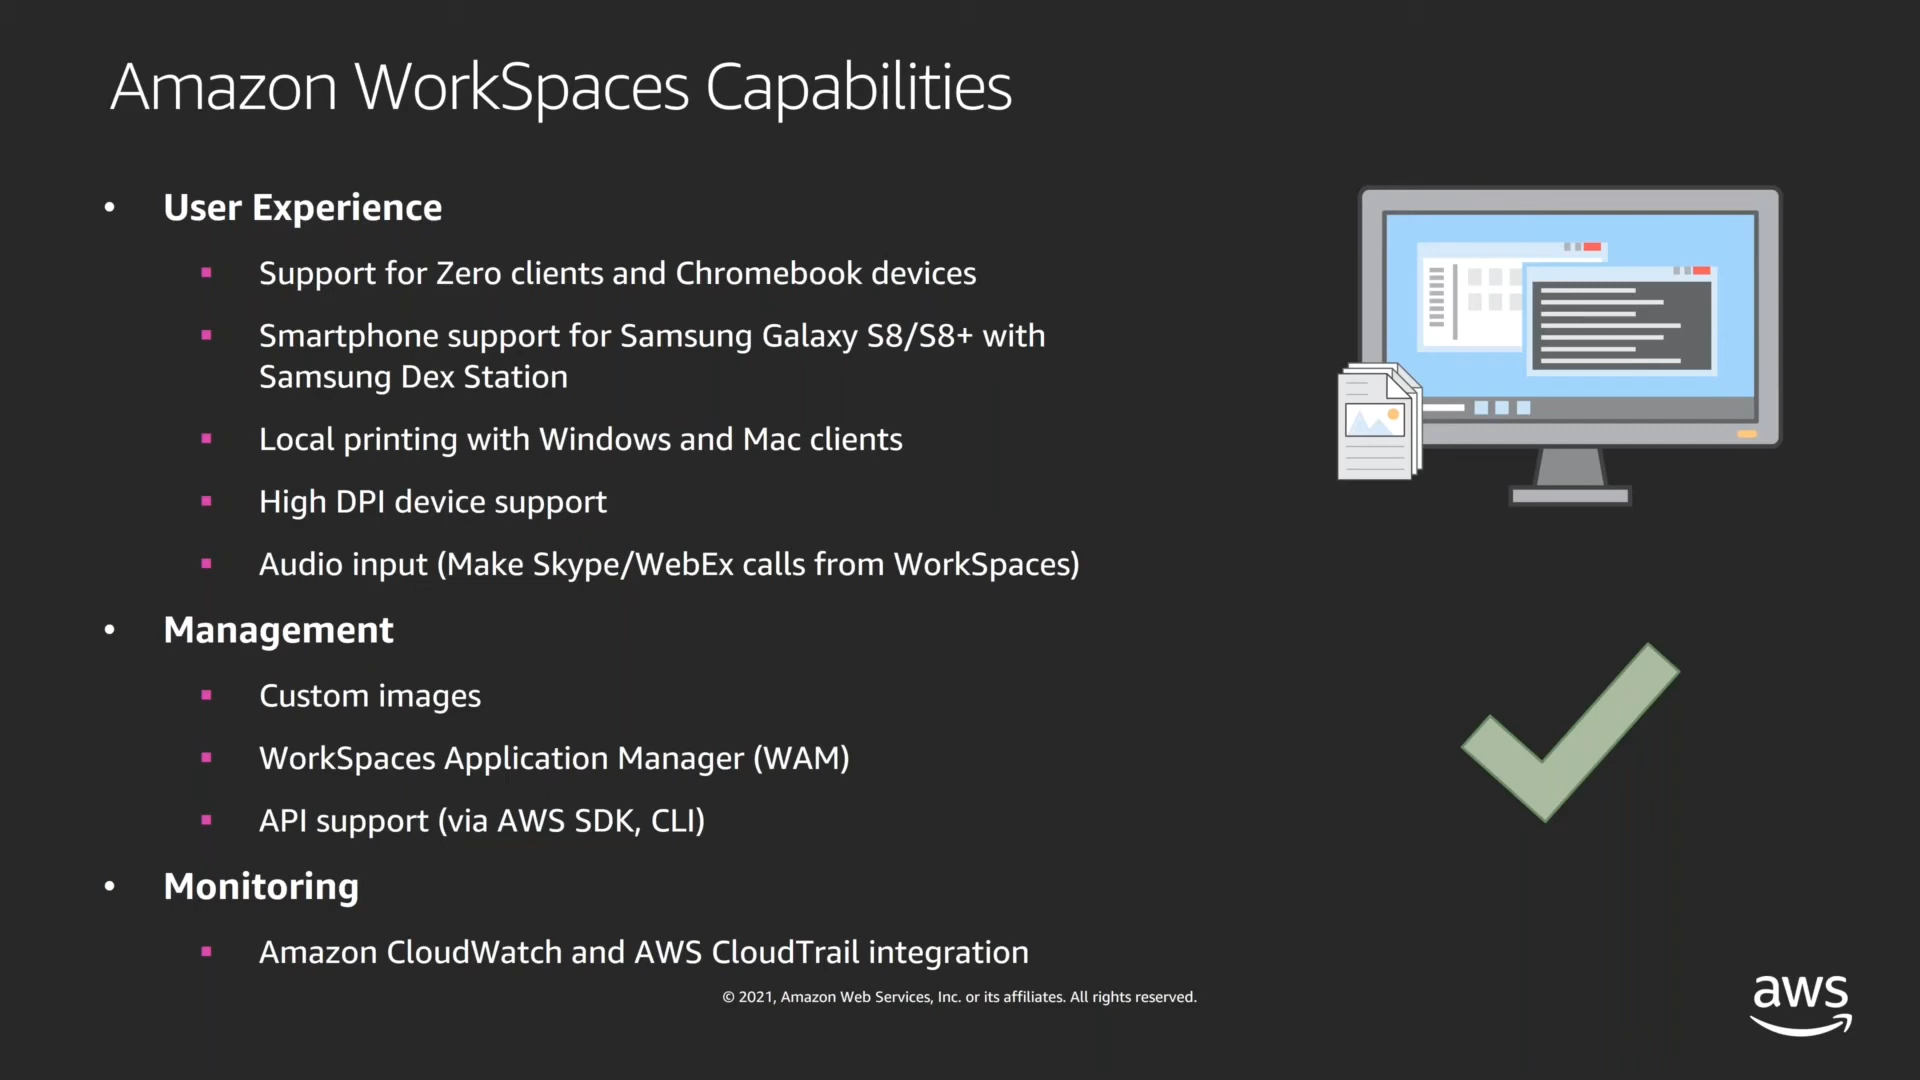 Amazon WorkSpaces Capabilities
• User Experience
▪ Support for Zero clients and Chromebook devices
▪ Smartphone support for Samsung Galaxy S8/S8+ with
Samsung Dex Station
▪ Local printing with Windows and Mac clients
▪ High DPI device support
▪ Audio input (Make Skype/WebEx calls from WorkSpaces)
• Management
▪ Custom images
▪ WorkSpaces Application Manager (WAM)
▪ API support (via AWS SDK, CLI)
• Monitoring
▪ Amazon CloudWatch and AWS CloudTrail integration
© 2021, Amazon Web Services, Inc. or its affiliates. All rights reserved.
aws